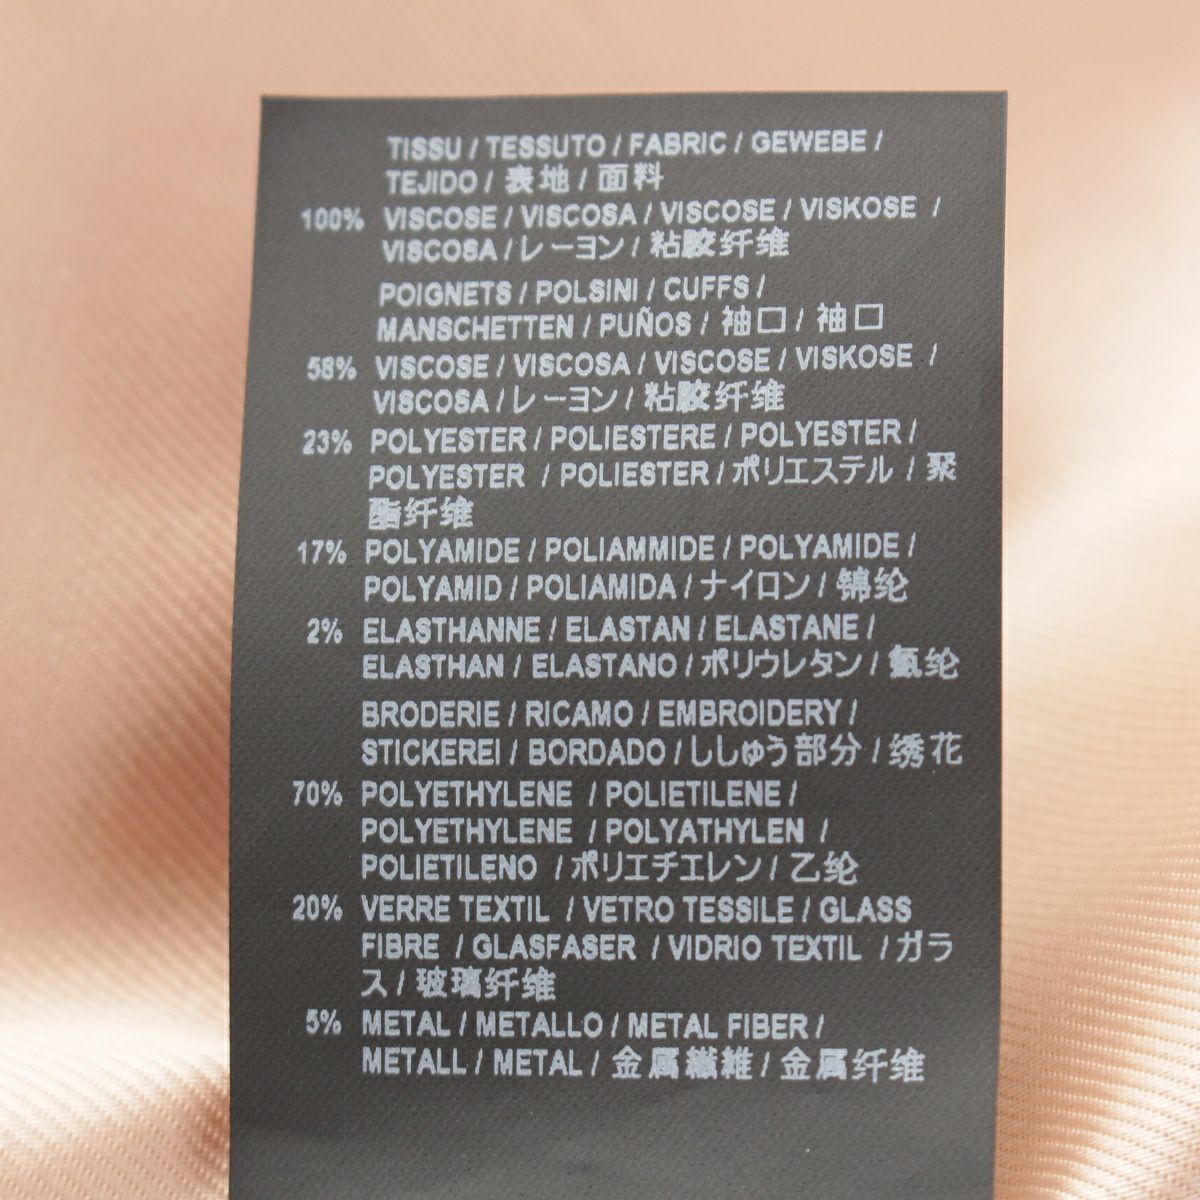 TISSU / TESSUTO / FABRIC / GEWEBE /
TEJIDO / 表地 / 面料
100% VISCOSE / VISCOSA / VISCOSE / VISKOSE /
VISCOSA / レーヨン / 粘胶纤维
POIGNETS / POLSINI / CUFFS /
MANSCHETTEN / PUÑOS / 袖口 / 袖口
58% VISCOSE / VISCOSA / VISCOSE / VISKOSE /
VISCOSA / レーヨン / 粘胶纤维
23% POLYESTER / POLIESTERE / POLYESTER /
POLYESTER / POLIESTER / ポリエステル / 聚
酯纤维
17% POLYAMIDE / POLIAMMIDE / POLYAMIDE /
POLYAMID / POLIAMIDA / ナイロン / 锦纶
2% ELASTHANNE / ELASTAN / ELASTANE /
ELASTHAN / ELASTANO / ポリウレタン / 氨纶
BRODERIE / RICAMO / EMBROIDERY /
STICKEREI / BORDADO / ししゅう部分 / 绣花
70% POLYETHYLENE / POLIETILENE /
POLYETHYLENE / POLYATHYLEN /
POLIETILENO / ポリエチエレン / 乙纶
20% VERRE TEXTIL / VETRO TESSILE / GLASS
FIBRE / GLASFASER / VIDRIO TEXTIL / ガラ
ス / 玻璃纤维
5% METAL / METALLO / METAL FIBER /
METALL / METAL / 金属繊維 / 金属纤维